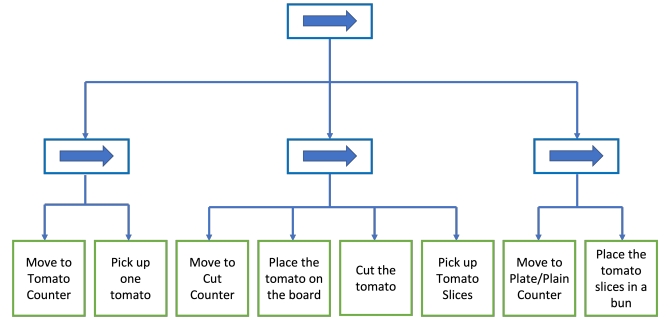 Move to
Tomato
Counter
Pick up
one
tomato
Move to
Cut
Counter
Place the
tomato on
the board
Cut the
tomato
Pick up
Tomato
Slices
Move to
Plate/Plain
Counter
Place the
tomato
slices in a
bun